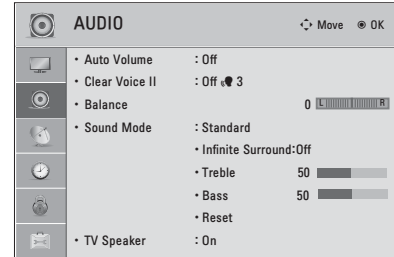 AUDIO Move OK
• Auto Volume : Off
• Clear Voice II : Off 3
• Balance 0 L R
• Sound Mode : Standard
• Infinite Surround:Off
• Treble 50
• Bass 50
• Reset
• TV Speaker : On